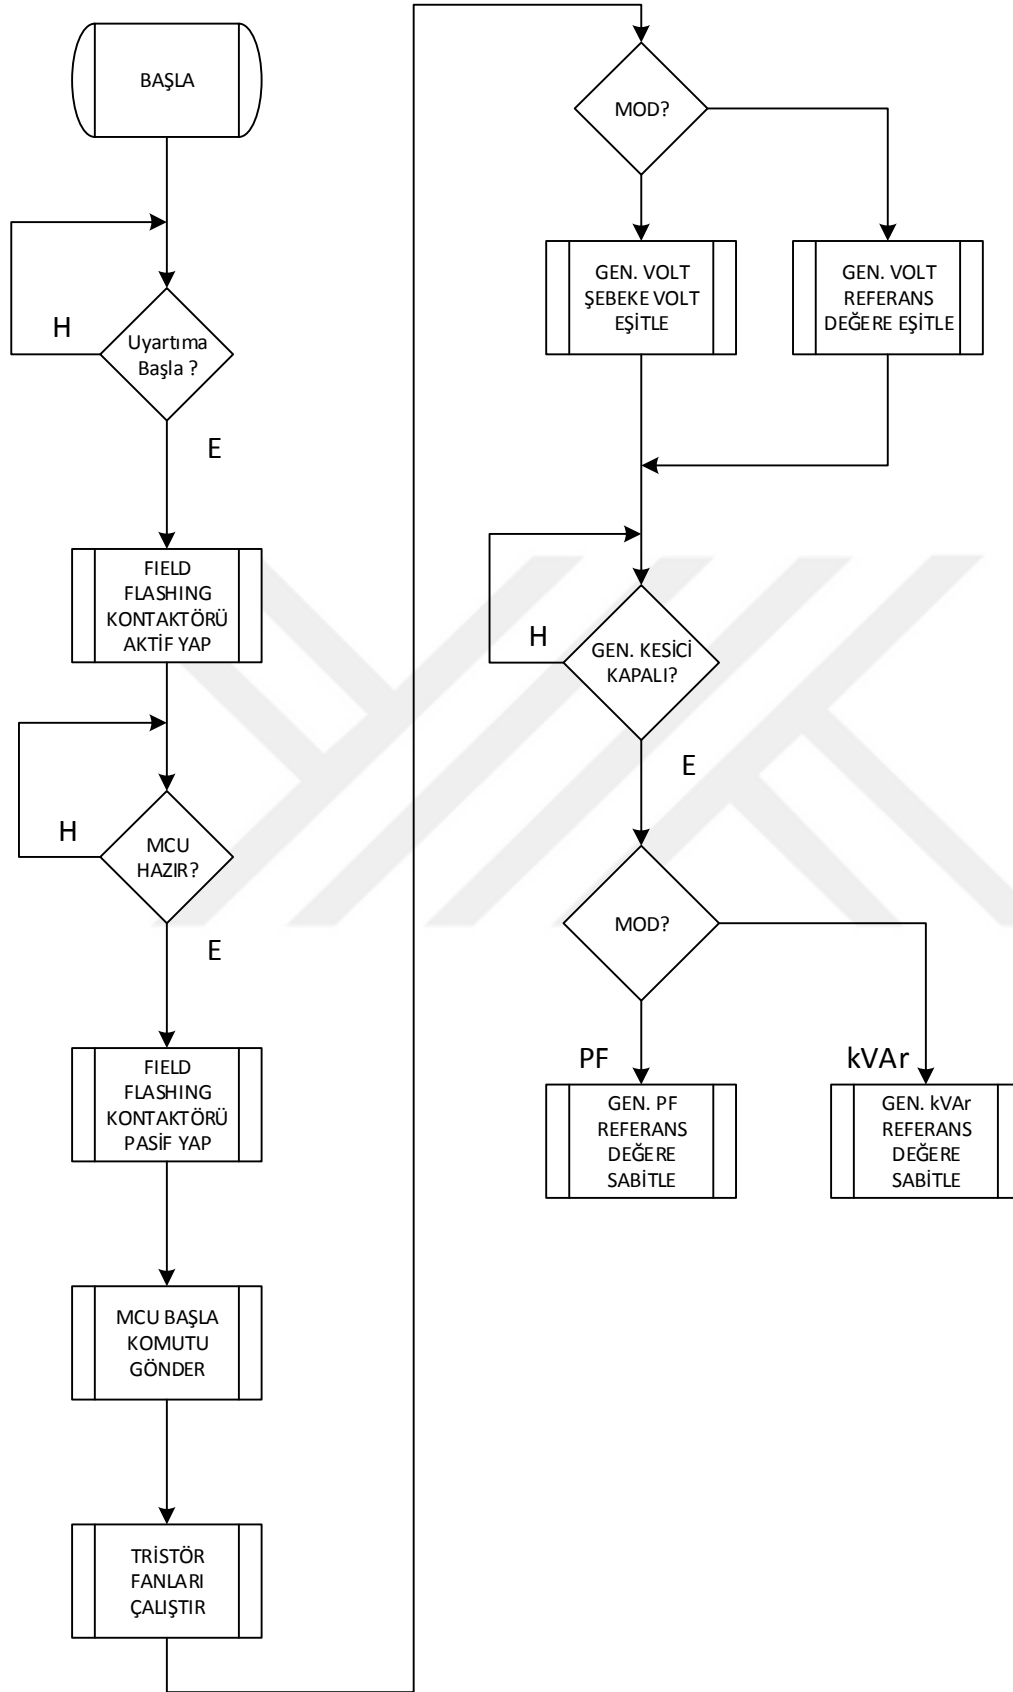 BAŞLA
H
Uyartıma
Başla ?
E
FIELD
FLASHING
KONTAKTÖRÜ
AKTİF YAP
H
MCU
HAZIR?
E
FIELD
FLASHING
KONTAKTÖRÜ
PASİF YAP
MCU BAŞLA
KOMUTU
GÖNDER
TRİSTÖR
FANLARI
ÇALIŞTIR
MOD?
GEN. VOLT
ŞEBEKE VOLT
EŞİTLE
GEN. VOLT
REFERANS
DEĞERE EŞİTLE
H
GEN. KESİCİ
KAPALI?
E
MOD?
PF
kVAr
GEN. PF
REFERANS
DEĞERE
SABİTLE
GEN. kVAr
REFERANS
DEĞERE
SABİTLE